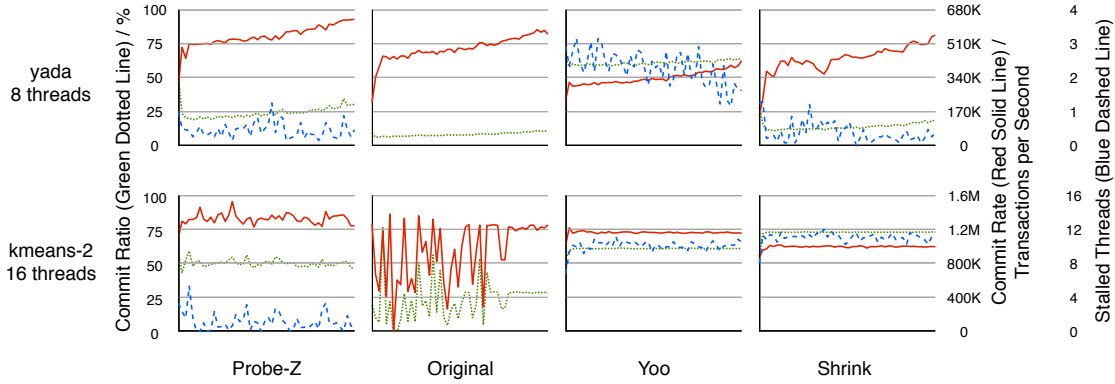 yada
8 threads
kmeans-2
16 threads
Commit Ratio (Green Dotted Line) / %
100
75
50
25
0
100
75
50
25
0
680K
510K
340K
170K
0
1.6M
1.2M
800K
400K
0
Commit Rate (Red Solid Line) /
Transactions per Second
4
3
2
1
0
16
12
8
4
0
Stalled Threads (Blue Dashed Line)
Probe-Z
Original
Yoo
Shrink